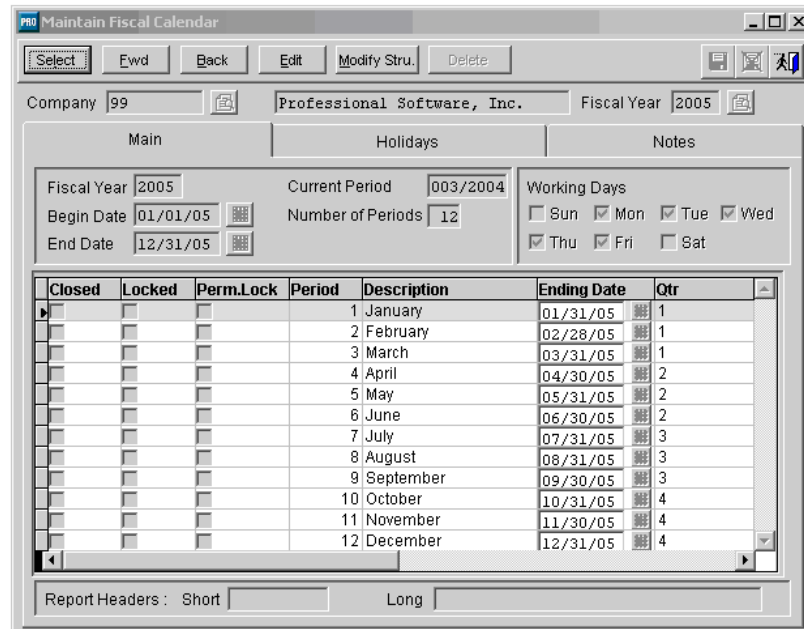 PRO Maintain Fiscal Calendar
Select Fwd Back Edit Modify Stru. Delete
Company 99 Professional Software, Inc. Fiscal Year 2005
Main Holidays Notes
Fiscal Year 2005 Current Period 003/2004 Working Days
Begin Date 01/01/05 Number of Periods 12 Sun Mon Tue Wed
End Date 12/31/05 Thu Fri Sat
Closed Locked Perm.Lock Period Description Ending Date Qtr
1 January 01/31/05 1
2 February 02/28/05 1
3 March 03/31/05 1
4 April 04/30/05 2
5 May 05/31/05 2
6 June 06/30/05 2
7 July 07/31/05 3
8 August 08/31/05 3
9 September 09/30/05 3
10 October 10/31/05 4
11 November 11/30/05 4
12 December 12/31/05 4
Report Headers : Short Long